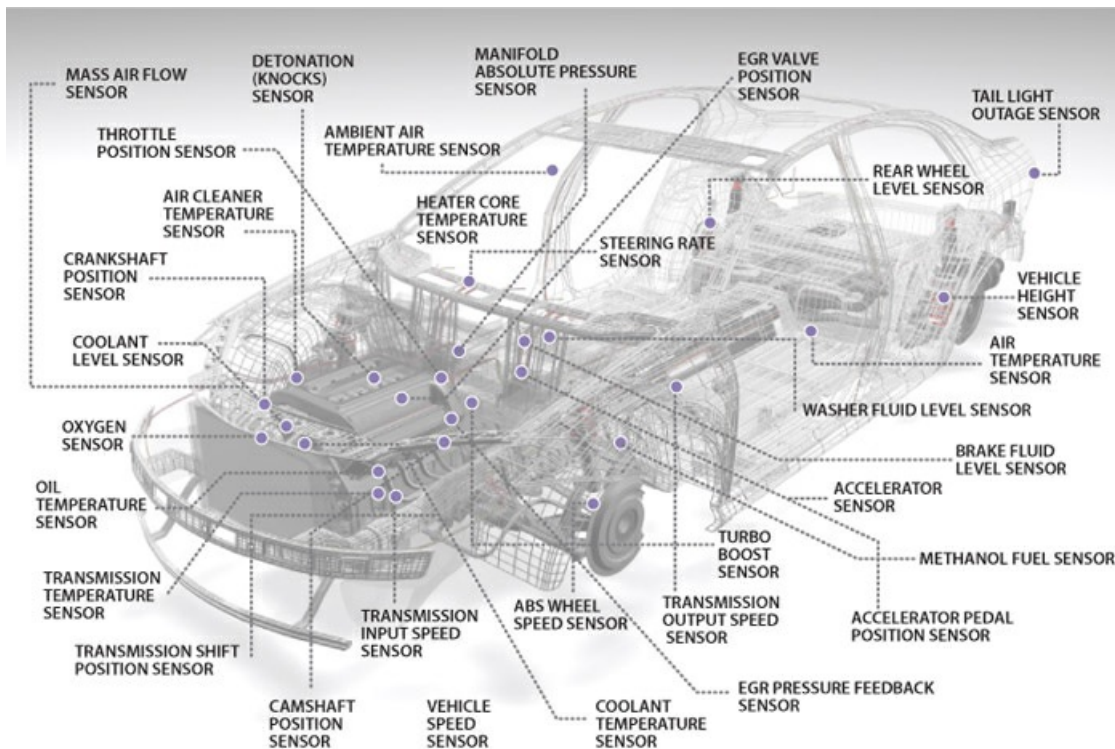 MASS AIR FLOW
SENSOR
DETONATION
(KNOCKS)
SENSOR
MANIFOLD
ABSOLUTE PRESSURE
SENSOR
EGR VALVE
POSITION
SENSOR
TAIL LIGHT
OUTAGE SENSOR
THROTTLE
POSITION SENSOR
AMBIENT AIR
TEMPERATURE SENSOR
REAR WHEEL
LEVEL SENSOR
AIR CLEANER
TEMPERATURE
SENSOR
HEATER CORE
TEMPERATURE
SENSOR
STEERING RATE
SENSOR
CRANKSHAFT
POSITION
SENSOR
VEHICLE
HEIGHT
SENSOR
COOLANT
LEVEL SENSOR
AIR
TEMPERATURE
SENSOR
WASHER FLUID LEVEL SENSOR
OXYGEN
SENSOR
BRAKE FLUID
LEVEL SENSOR
OIL
TEMPERATURE
SENSOR
ACCELERATOR
SENSOR
TURBO
BOOST
SENSOR
METHANOL FUEL SENSOR
TRANSMISSION
TEMPERATURE
SENSOR
TRANSMISSION
INPUT SPEED
SENSOR
ABS WHEEL
SPEED SENSOR
TRANSMISSION
OUTPUT SPEED
SENSOR
ACCELERATOR PEDAL
POSITION SENSOR
TRANSMISSION SHIFT
POSITION SENSOR
EGR PRESSURE FEEDBACK
SENSOR
CAMSHAFT
POSITION
SENSOR
VEHICLE
SPEED
SENSOR
COOLANT
TEMPERATURE
SENSOR